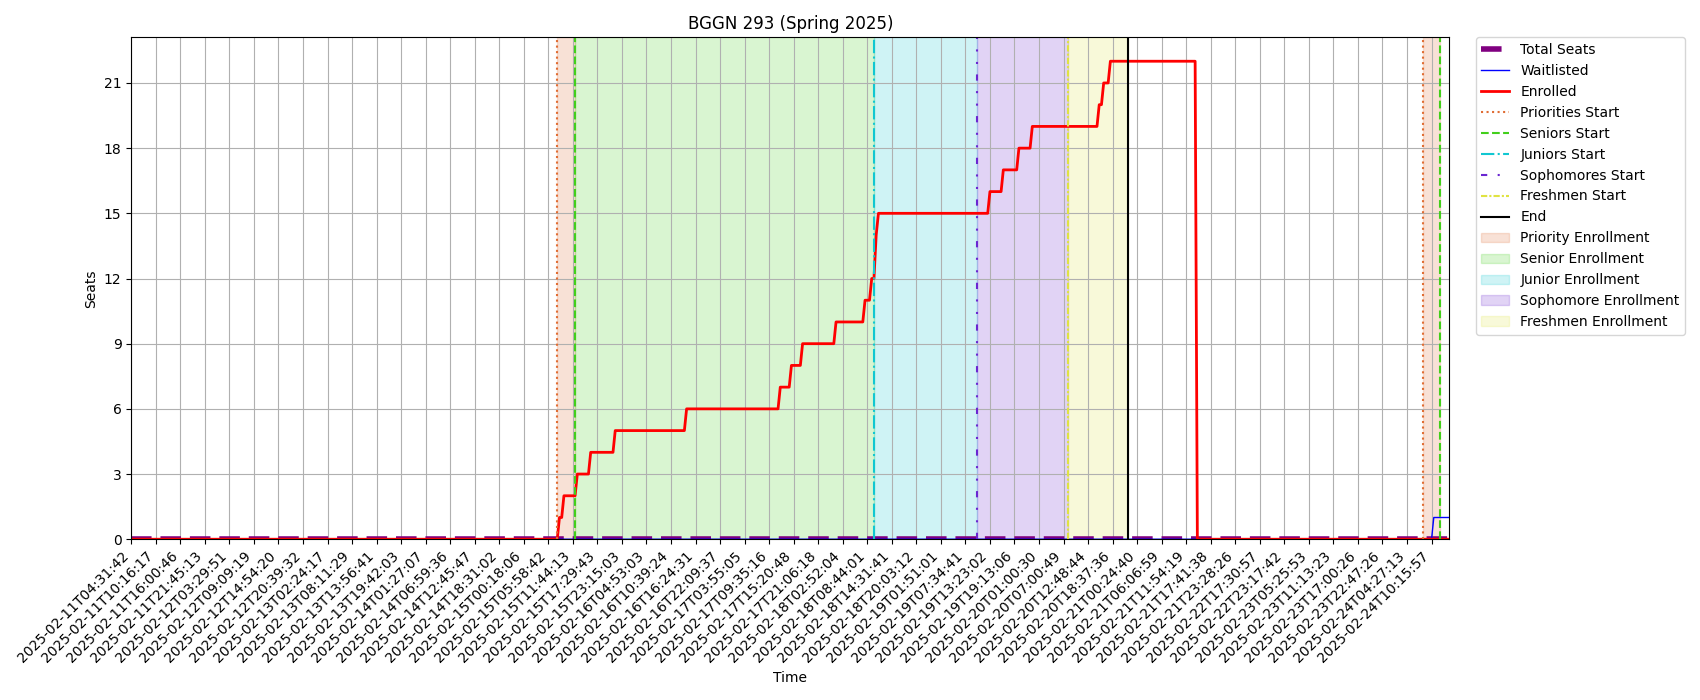 BGGN 293 (Spring 2025)
Seats
21
18
15
12
9
6
3
0
2025-02-11T04:31:42
2025-02-11T10:16:17
2025-02-11T16:00:46
2025-02-11T21:45:13
2025-02-12T03:29:51
2025-02-12T09:09:19
2025-02-12T14:54:20
2025-02-12T20:39:32
2025-02-13T02:24:17
2025-02-13T08:11:29
2025-02-13T13:56:41
2025-02-13T19:42:03
2025-02-14T01:27:07
2025-02-14T06:59:36
2025-02-14T12:45:47
2025-02-14T18:31:02
2025-02-15T00:18:06
2025-02-15T05:58:42
2025-02-15T11:44:13
2025-02-15T17:29:43
2025-02-15T23:15:03
2025-02-16T04:53:03
2025-02-16T10:39:24
2025-02-16T16:24:31
2025-02-16T22:09:37
2025-02-17T03:55:05
2025-02-17T09:35:16
2025-02-17T15:20:48
2025-02-17T21:06:18
2025-02-18T02:52:04
2025-02-18T08:44:01
2025-02-18T14:31:41
2025-02-18T20:03:12
2025-02-19T01:51:01
2025-02-19T07:34:41
2025-02-19T13:23:02
2025-02-19T19:13:06
2025-02-20T01:00:30
2025-02-20T07:00:49
2025-02-20T12:48:44
2025-02-20T18:37:36
2025-02-21T00:24:40
2025-02-21T06:06:59
2025-02-21T11:54:19
2025-02-21T17:41:38
2025-02-21T23:28:26
2025-02-22T17:30:57
2025-02-22T23:17:42
2025-02-23T05:25:53
2025-02-23T11:13:23
2025-02-23T17:00:26
2025-02-23T22:47:26
2025-02-24T04:27:13
2025-02-24T10:15:57
Time
Total Seats
Waitlisted
Enrolled
Priorities Start
Seniors Start
Juniors Start
Sophomores Start
Freshmen Start
End
Priority Enrollment
Senior Enrollment
Junior Enrollment
Sophomore Enrollment
Freshmen Enrollment